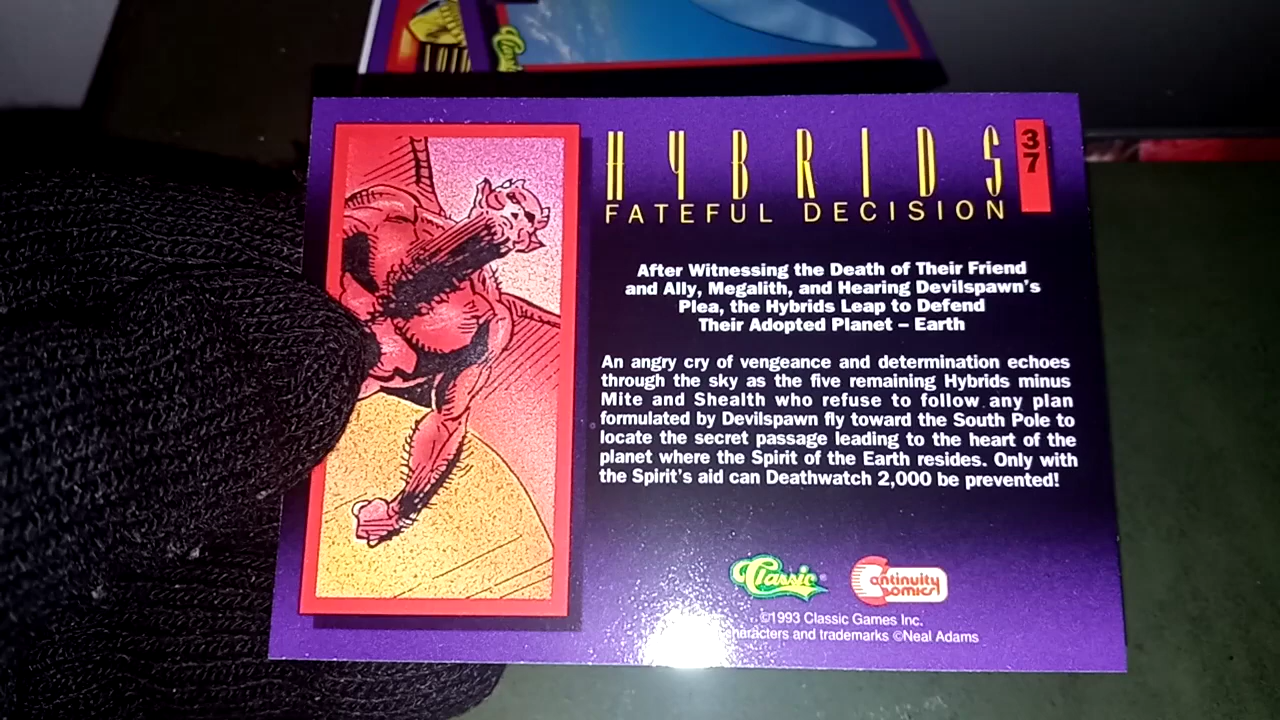 Classic
HYBRIDS
37
FATEFUL DECISION
After Witnessing the Death of Their Friend
and Ally, Megalith, and Hearing Devilspawn's
Plea, the Hybrids Leap to Defend
Their Adopted Planet – Earth
An angry cry of vengeance and determination echoes
through the sky as the five remaining Hybrids minus
Mite and Shealth who refuse to follow any plan
formulated by Devilspawn fly toward the South Pole to
locate the secret passage leading to the heart of the
planet where the Spirit of the Earth resides. Only with
the Spirit's aid can Deathwatch 2,000 be prevented!
Classic
Continuity
Comics
©1993 Classic Games Inc.
characters and trademarks ©Neal Adams